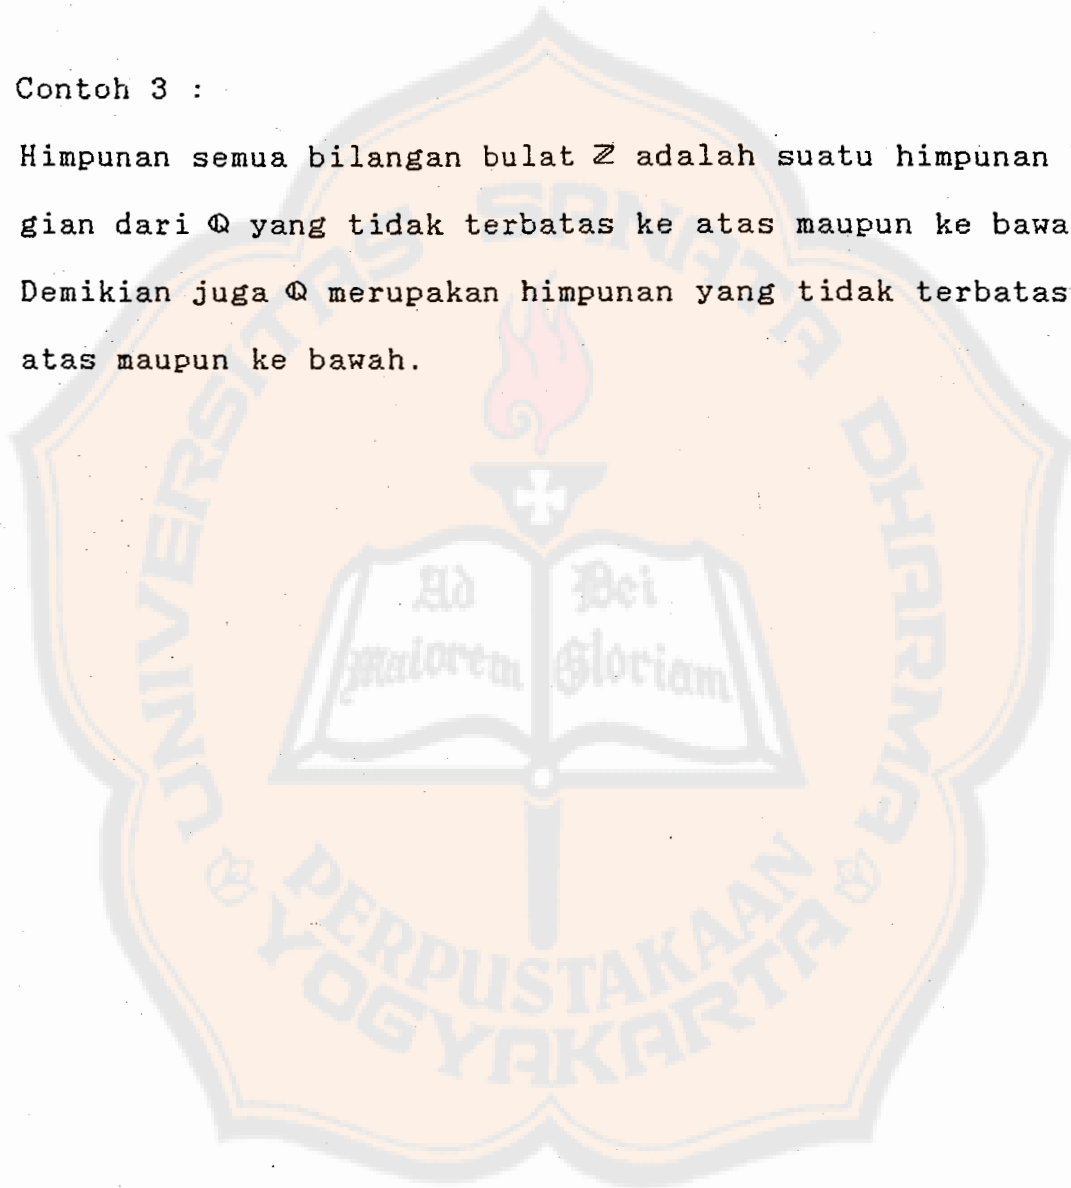 Contoh 3 :
Himpunan semua bilangan bulat ℤ adalah suatu himpunan
gian dari ℚ yang tidak terbatas ke atas maupun ke bawa
Demikian juga ℚ merupakan himpunan yang tidak terbatas
atas maupun ke bawah.
UNIVERSITAS SANATA DHARMA
Ad Dei
maiorem Gloriam
PERPUSTAKAAN
YOGYAKARTA